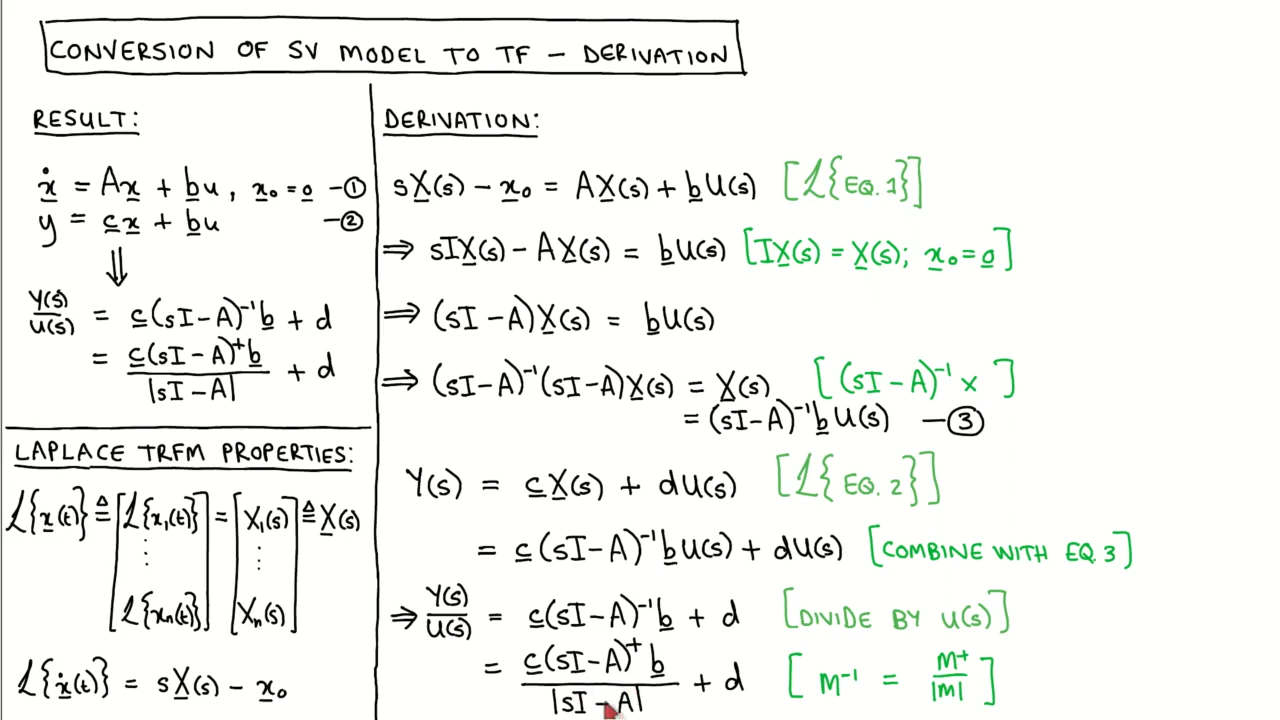 CONVERSION OF SV MODEL TO TF – DERIVATION
RESULT:
ẋ = Ax + bu, x₀ = 0 –①
y = cx + bu –②
⇓
Y(s)/U(s) = c(sI–A)⁻¹b + d
= c(sI–A)⁺b / |sI–A| + d
LAPLACE TRFM PROPERTIES:
ℒ{x(t)} ≜ [ℒ{x₁(t)} ⋮ ℒ{xₙ(t)}] = [X₁(s) ⋮ Xₙ(s)] ≜ X(s)
ℒ{ẋ(t)} = sX(s) – x₀
DERIVATION:
sX(s) – x₀ = AX(s) + bU(s) [ℒ{EQ. 1}]
⇒ sIX(s) – AX(s) = bU(s) [IX(s) = X(s); x₀ = 0]
⇒ (sI – A)X(s) = bU(s)
⇒ (sI–A)⁻¹(sI–A)X(s) = X(s) [(sI–A)⁻¹ × ]
= (sI–A)⁻¹bU(s) –③
Y(s) = cX(s) + dU(s) [ℒ{EQ. 2}]
= c(sI–A)⁻¹bU(s) + dU(s) [COMBINE WITH EQ. 3]
⇒ Y(s)/U(s) = c(sI–A)⁻¹b + d [DIVIDE BY U(s)]
= c(sI–A)⁺b / |sI–A| + d [M⁻¹ = M⁺/|M|]